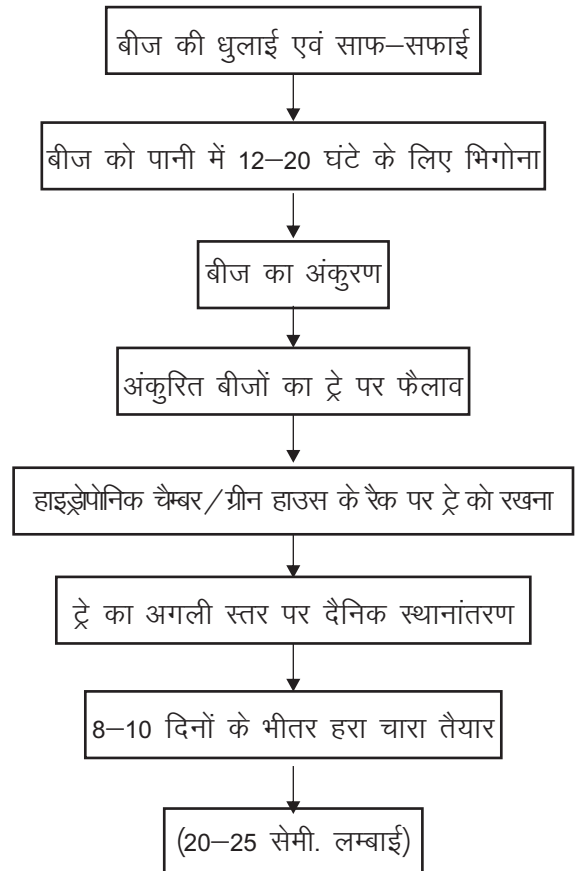 बीज की धुलाई एवं साफ–सफाई
बीज को पानी में 12–20 घंटे के लिए भिगोना
बीज का अंकुरण
अंकुरित बीजों का ट्रे पर फैलाव
हाइड्रोपोनिक चैम्बर/ग्रीन हाउस के रैक पर ट्रे को रखना
ट्रे का अगली स्तर पर दैनिक स्थानांतरण
8–10 दिनों के भीतर हरा चारा तैयार
(20–25 सेमी. लम्बाई)